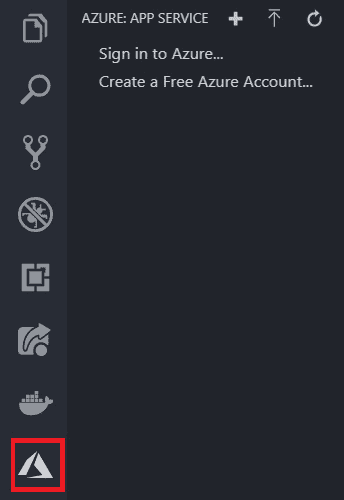 AZURE: APP SERVICE
Sign in to Azure...
Create a Free Azure Account...